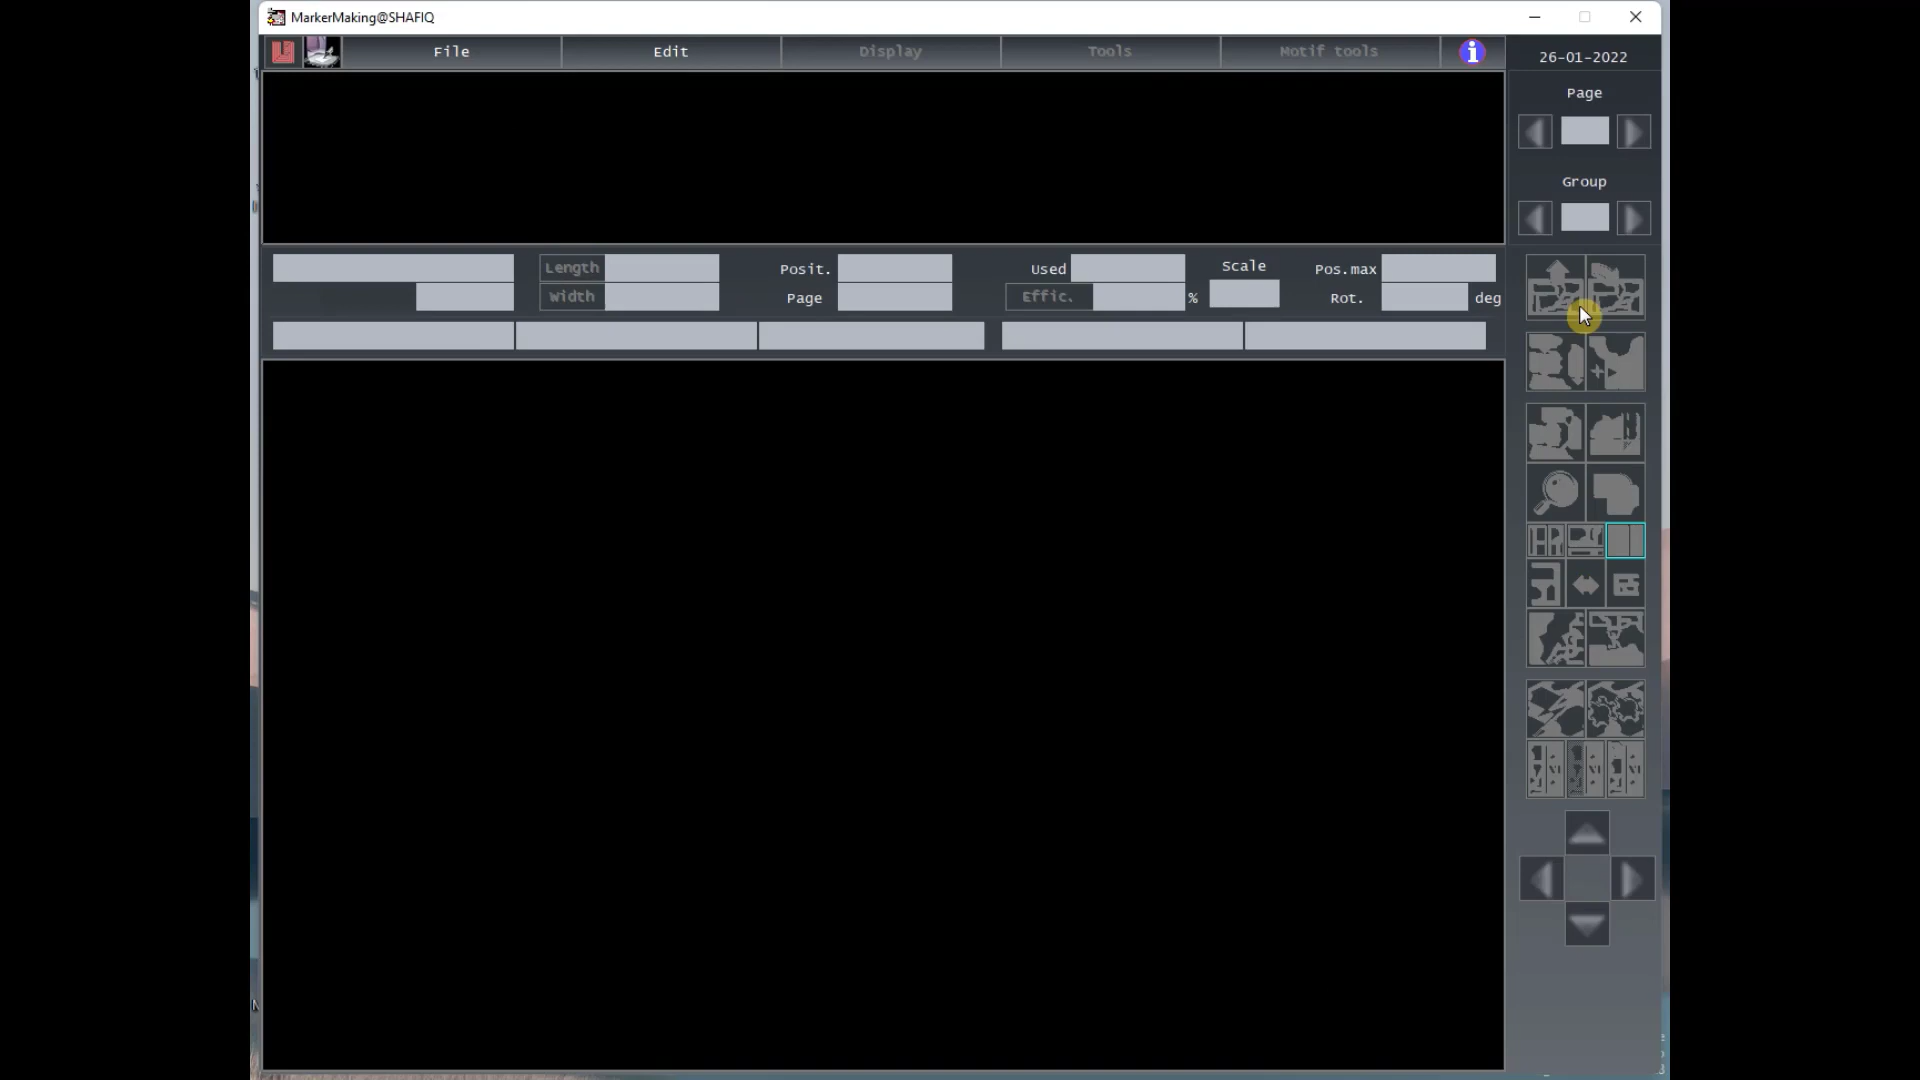 MarkerMaking@SHAFIQ
File Edit Display Tools Motif tools i 26-01-2022
Page
Group
Length Posit. Used Scale Pos.max
Width Page Effic. % Rot. deg